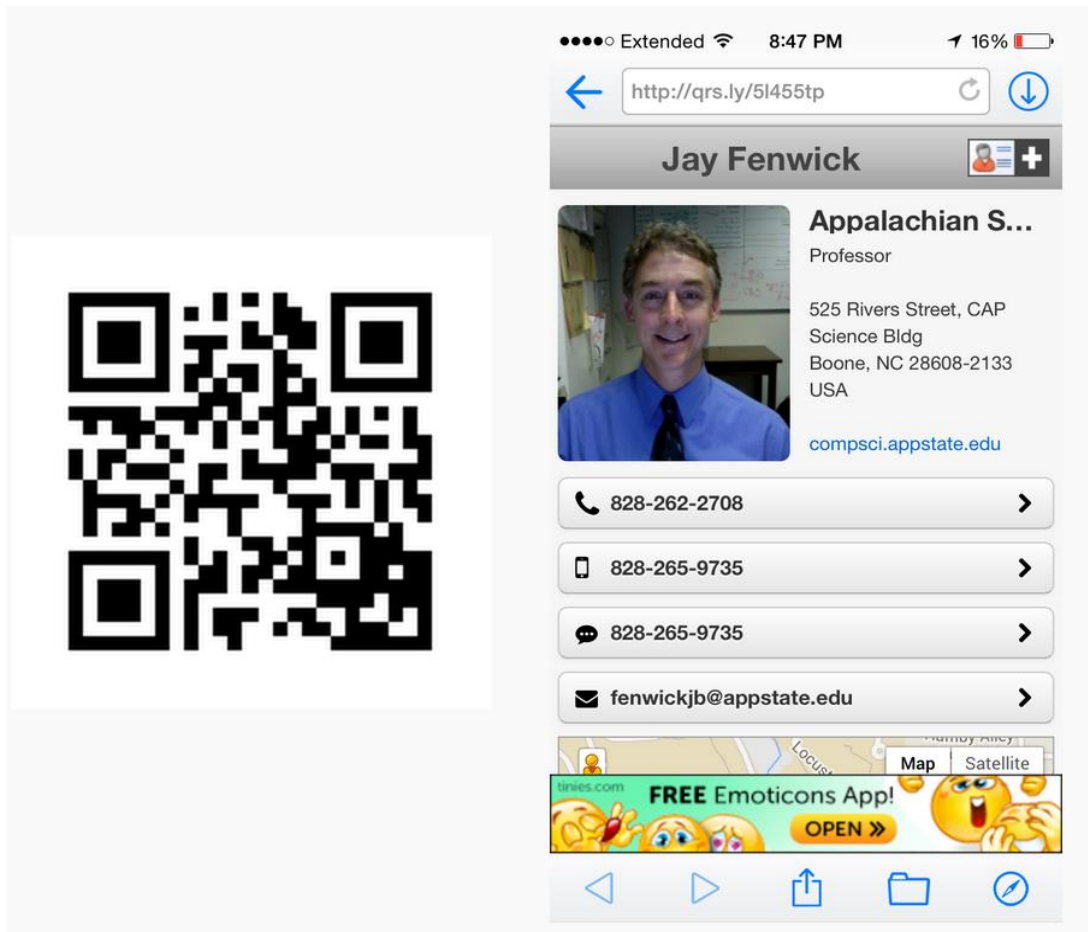 Extended 8:47 PM 16%
http://qrs.ly/5l455tp
Jay Fenwick
Appalachian S...
Professor
525 Rivers Street, CAP
Science Bldg
Boone, NC 28608-2133
USA
compsci.appstate.edu
828-262-2708
828-265-9735
828-265-9735
fenwickjb@appstate.edu
Locust
Map Satellite
tinies.com
FREE Emoticons App!
OPEN